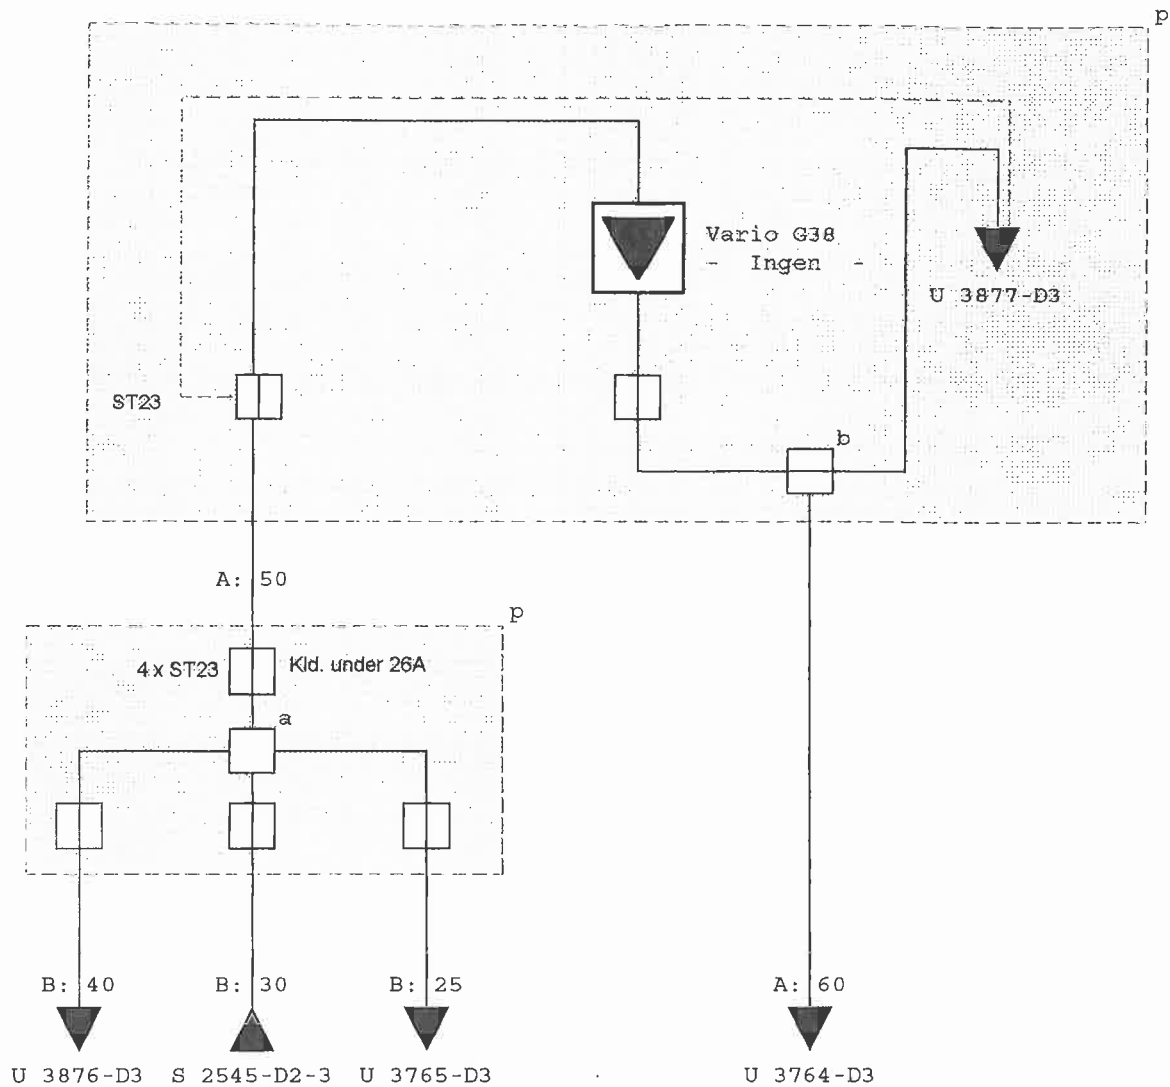 p
Vario G38
- Ingen -
U 3877-D3
ST23
b
A: 50
p
4 x ST23 Kld. under 26A
a
B: 40 B: 30 B: 25 A: 60
U 3876-D3 S 2545-D2-3 U 3765-D3 U 3764-D3